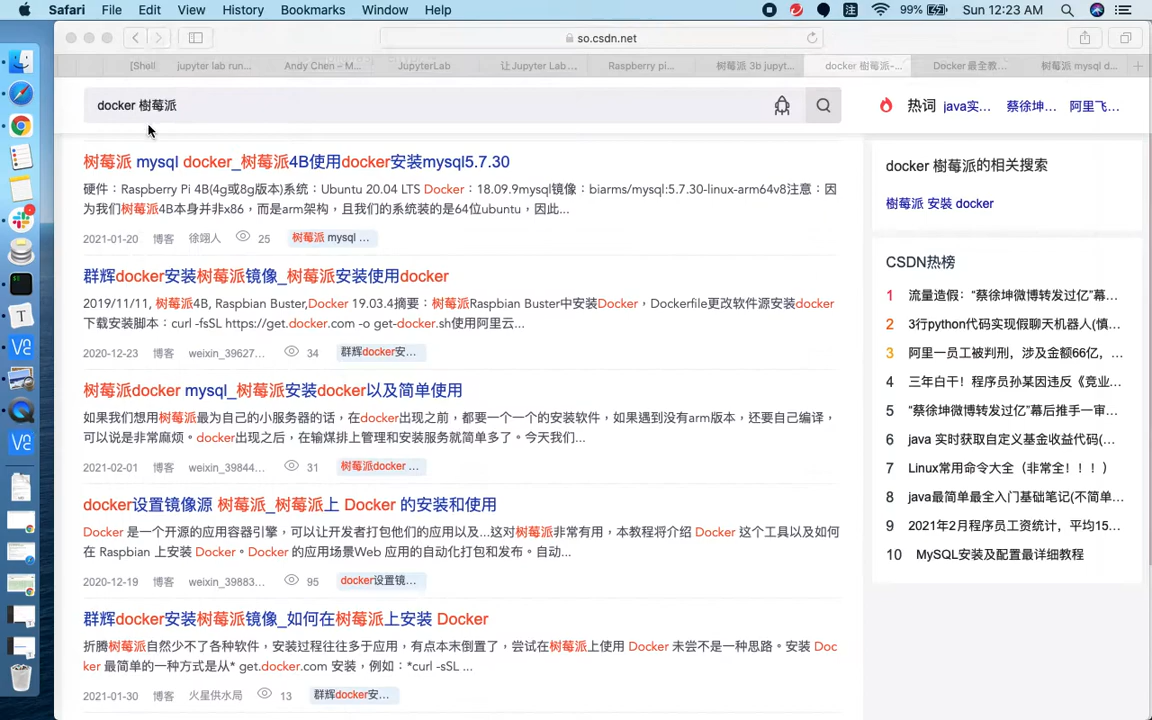 Safari File Edit View History Bookmarks Window Help 注 99% Sun 12:23 AM
so.csdn.net
[Shell jupyter lab run... Andy Chen – M... JupyterLab 让Jupyter Lab... Raspberry pi... 树莓派 3b jupyt... docker 樹莓派-... Docker 最全教... 树莓派 mysql d...
docker 樹莓派
热词 java实... 蔡徐坤... 阿里飞...
树莓派 mysql docker_树莓派4B使用docker安装mysql5.7.30
硬件：Raspberry Pi 4B(4g或8g版本)系统：Ubuntu 20.04 LTS Docker：18.09.9mysql镜像：biarms/mysql:5.7.30-linux-arm64v8注意：因
为我们树莓派4B本身并非x86，而是arm架构，且我们的系统装的是64位ubuntu，因此...
2021-01-20 博客 徐翊人 25 树莓派 mysql ...
群辉docker安装树莓派镜像_树莓派安装使用docker
2019/11/11, 树莓派4B, Raspbian Buster,Docker 19.03.4摘要：树莓派Raspbian Buster中安装Docker，Dockerfile更改软件源安装docker
下载安装脚本：curl -fsSL https://get.docker.com -o get-docker.sh使用阿里云...
2020-12-23 博客 weixin_39627... 34 群辉docker安...
树莓派docker mysql_树莓派安装docker以及简单使用
如果我们想用树莓派最为自己的小服务器的话，在docker出现之前，都要一个一个的安装软件，如果遇到没有arm版本，还要自己编译，
可以说是非常麻烦。docker出现之后，在输煤排上管理和安装服务就简单多了。今天我们...
2021-02-01 博客 weixin_39844... 31 树莓派docker ...
docker设置镜像源 树莓派_树莓派上 Docker 的安装和使用
Docker 是一个开源的应用容器引擎，可以让开发者打包他们的应用以及...这对树莓派非常有用，本教程将介绍 Docker 这个工具以及如何
在 Raspbian 上安装 Docker。Docker 的应用场景Web 应用的自动化打包和发布。自动...
2020-12-19 博客 weixin_39883... 95 docker设置镜...
群辉docker安装树莓派镜像_如何在树莓派上安装 Docker
折腾树莓派自然少不了各种软件，安装过程往往多于应用，有点本末倒置了，尝试在树莓派上使用 Docker 未尝不是一种思路。安装 Doc
ker 最简单的一种方式是从* get.docker.com 安装，例如：*curl -sSL ...
2021-01-30 博客 火星供水局 13 群辉docker安...
docker 樹莓派的相关搜索
樹莓派 安裝 docker
CSDN热榜
1 流量造假：“蔡徐坤微博转发过亿”幕...
2 3行python代码实现假聊天机器人(慎...
3 阿里一员工被判刑，涉及金额66亿，...
4 三年白干！程序员孙某因违反《竞业...
5 “蔡徐坤微博转发过亿”幕后推手一审...
6 java 实时获取自定义基金收益代码(...
7 Linux常用命令大全（非常全！！！）
8 java最简单最全入门基础笔记(不简单...
9 2021年2月程序员工资统计，平均15...
10 MySQL安装及配置最详细教程